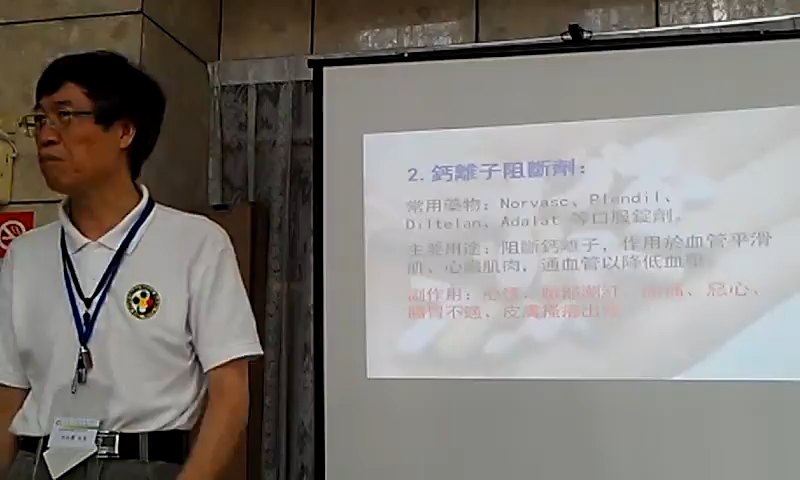 2. 鈣離子阻斷劑：
常用藥物：Norvasc、Plendil、
Diltelan、Adalat 等口服錠劑。
主要用途：阻斷鈣離子，作用於血管平滑
肌、心臟肌肉，通血管以降低血壓
副作用：心悸、臉部潮紅、頭痛、惡心、
腸胃不適、皮膚搔癢出疹